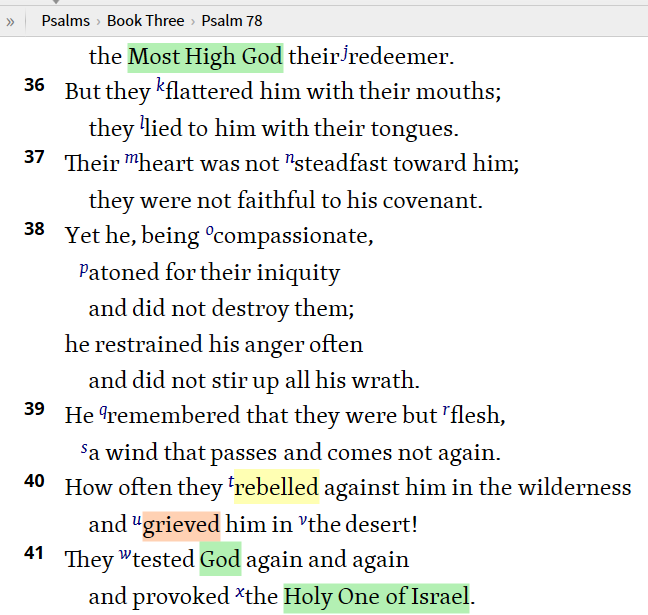 » Psalms › Book Three › Psalm 78
the Most High God their jredeemer.
36 But they kflattered him with their mouths;
they llied to him with their tongues.
37 Their mheart was not nsteadfast toward him;
they were not faithful to his covenant.
38 Yet he, being ocompassionate,
patoned for their iniquity
and did not destroy them;
he restrained his anger often
and did not stir up all his wrath.
39 He qremembered that they were but rflesh,
sa wind that passes and comes not again.
40 How often they trebelled against him in the wilderness
and ugrieved him in vthe desert!
41 They wtested God again and again
and provoked xthe Holy One of Israel.